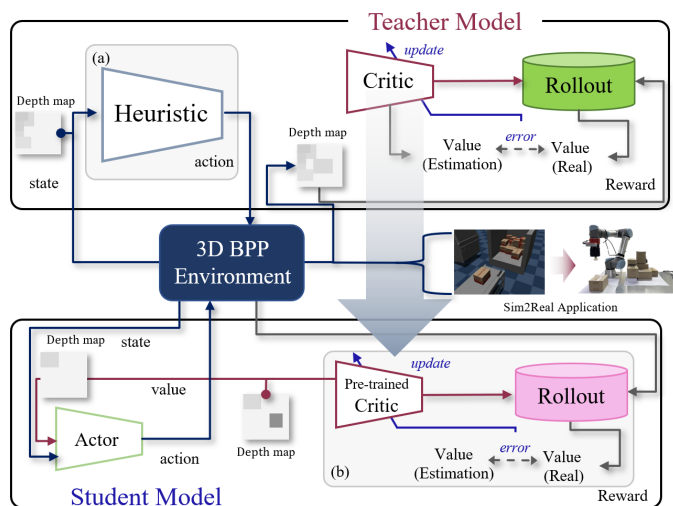 Teacher Model
(a)
update
Critic
Depth map
Heuristic
Rollout
Depth map
error
Value
(Estimation)
Value
(Real)
action
state
Reward
3D BPP
Environment
Sim2Real Application
state
Depth map
update
value
Pre-trained
Critic
Rollout
Actor
action
Depth map
error
Value
(Estimation)
Value
(Real)
(b)
Student Model
Reward